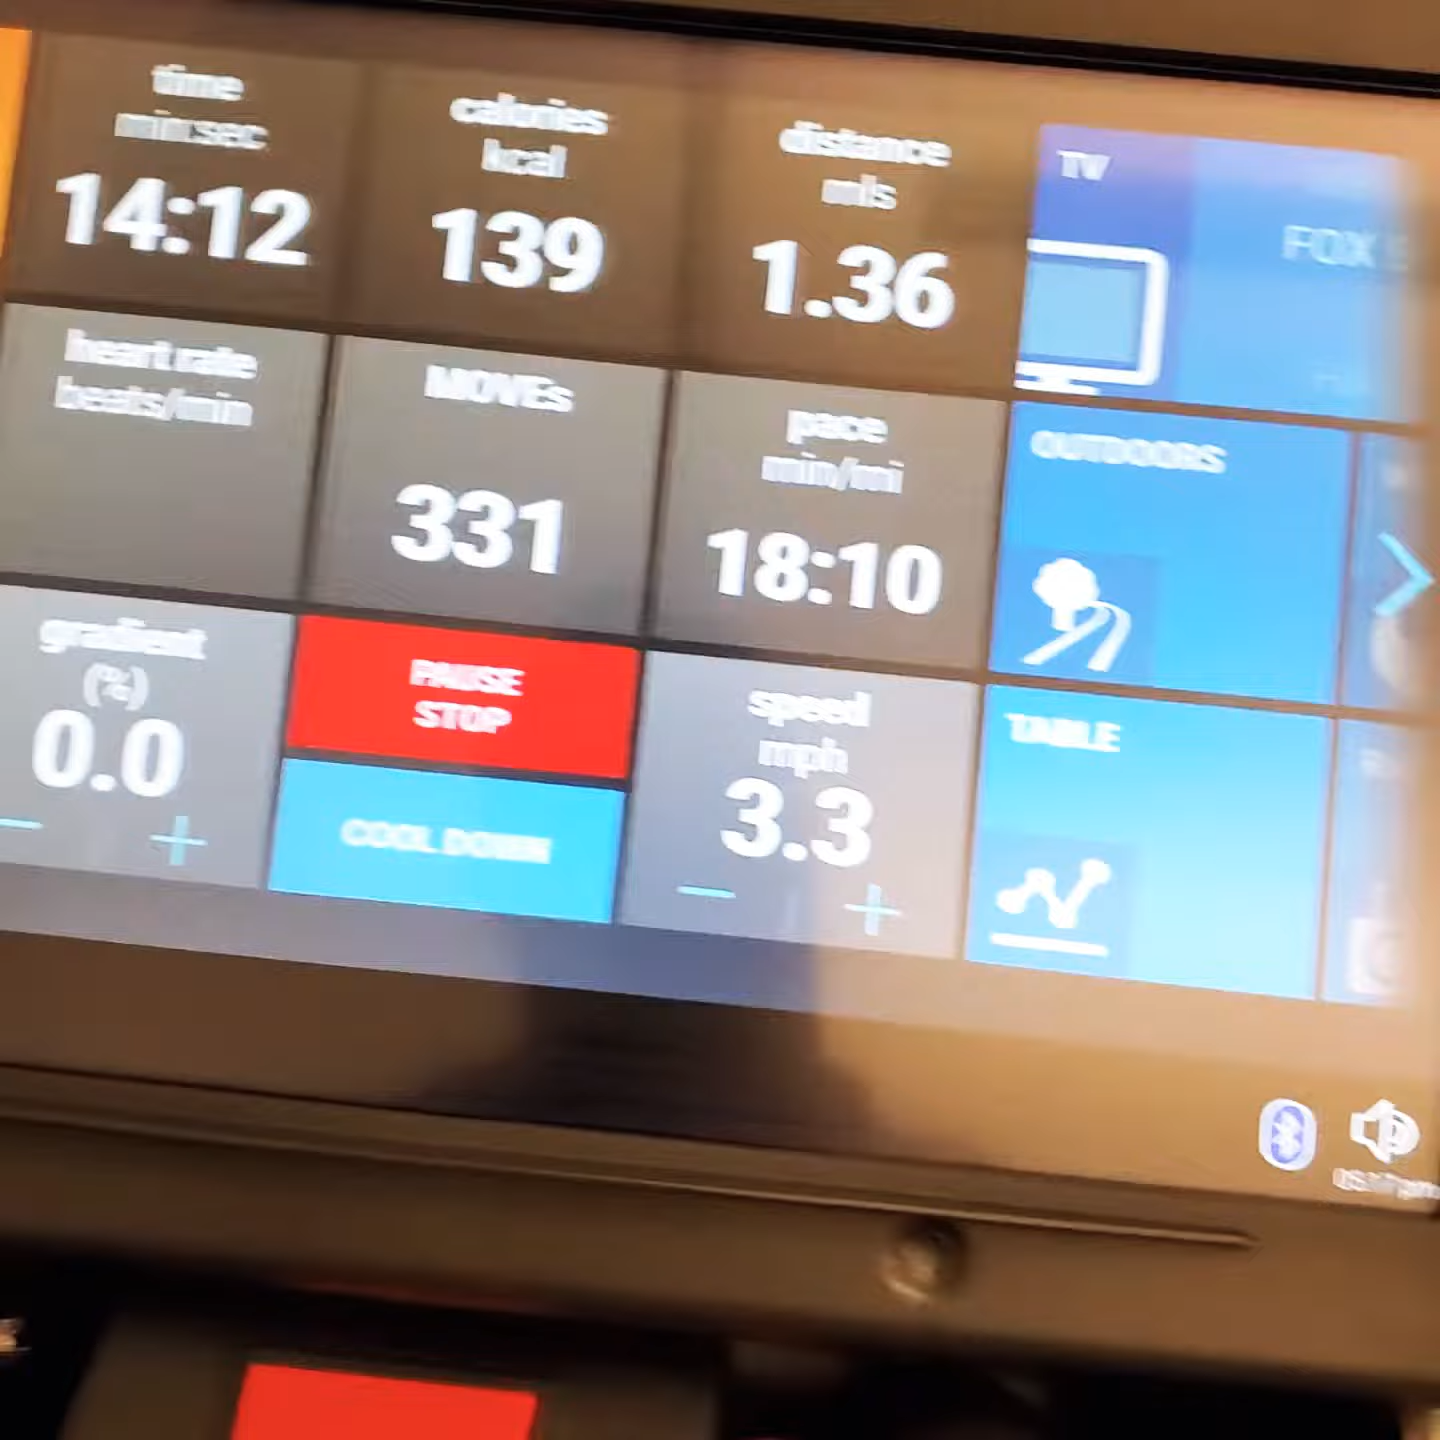 time
min:sec
14:12
calories
kcal
139
distance
mls
1.36
TV
FOX
heart rate
beats/min
MOVEs
331
pace
min/mi
18:10
OUTDOORS
gradient
(%)
0.0
− +
PAUSE
STOP
COOL DOWN
speed
mph
3.3
− +
TABLE